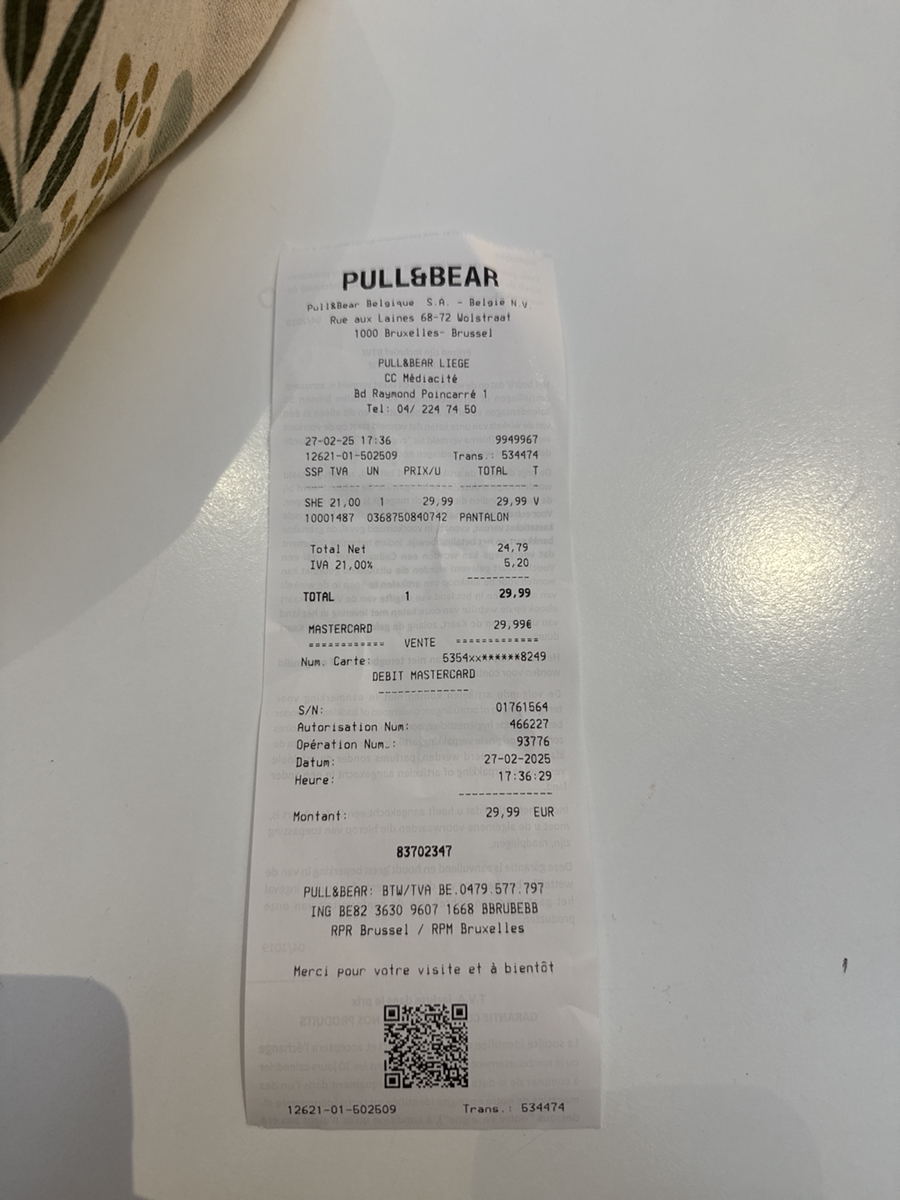 PULL&BEAR
Pull&Bear Belgique S.A. - België N.V.
Rue aux Laines 68-72 Wolstraat
1000 Bruxelles- Brussel
PULL&BEAR LIEGE
CC Médiacité
Bd Raymond Poincarré 1
Tel: 04/ 224 74 50
27-02-25 17:36 9949967
12621-01-502509 Trans.: 534474
SSP TVA UN PRIX/U TOTAL T
--- --- -- ---------- ----------- -
SHE 21,00 1 29,99 29,99 V
10001487 0368750840742 PANTALON
Total Net 24,79
IVA 21,00% 5,20
----------
TOTAL 1 29,99
MASTERCARD 29,99€
=========== VENTE ============
Num. Carte: 5354xx******8249
DEBIT MASTERCARD
-------------
S/N: 01761564
Autorisation Num: 466227
Opération Num.: 93776
Datum: 27-02-2025
Heure: 17:36:29
-------------
Montant: 29,99 EUR
83702347
PULL&BEAR: BTW/TVA BE.0479.577.797
ING BE82 3630 9607 1668 BBRUBEBB
RPR Brussel / RPM Bruxelles
Merci pour votre visite et à bientôt
12621-01-502509 Trans.: 534474